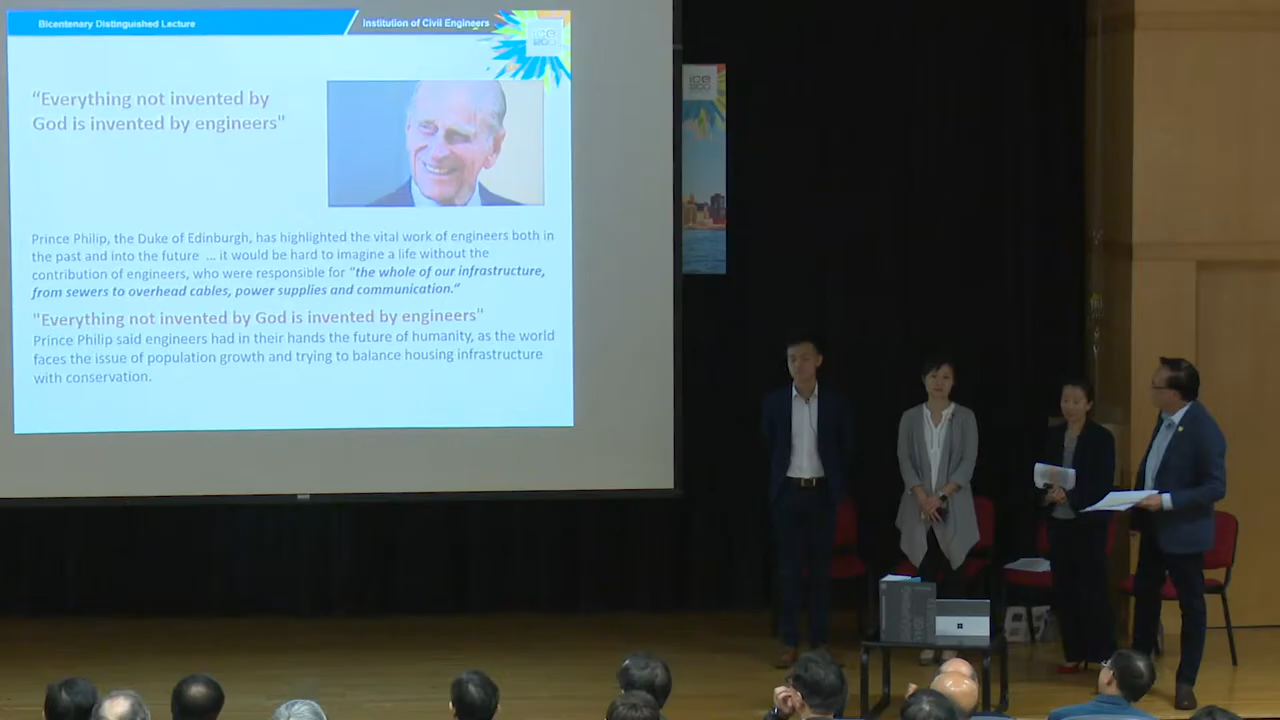 Bicentenary Distinguished Lecture
Institution of Civil Engineers
ice
200
“Everything not invented by
God is invented by engineers"
Prince Philip, the Duke of Edinburgh, has highlighted the vital work of engineers both in
the past and into the future ... it would be hard to imagine a life without the
contribution of engineers, who were responsible for "the whole of our infrastructure,
from sewers to overhead cables, power supplies and communication.“
"Everything not invented by God is invented by engineers"
Prince Philip said engineers had in their hands the future of humanity, as the world
faces the issue of population growth and trying to balance housing infrastructure
with conservation.
ice
200